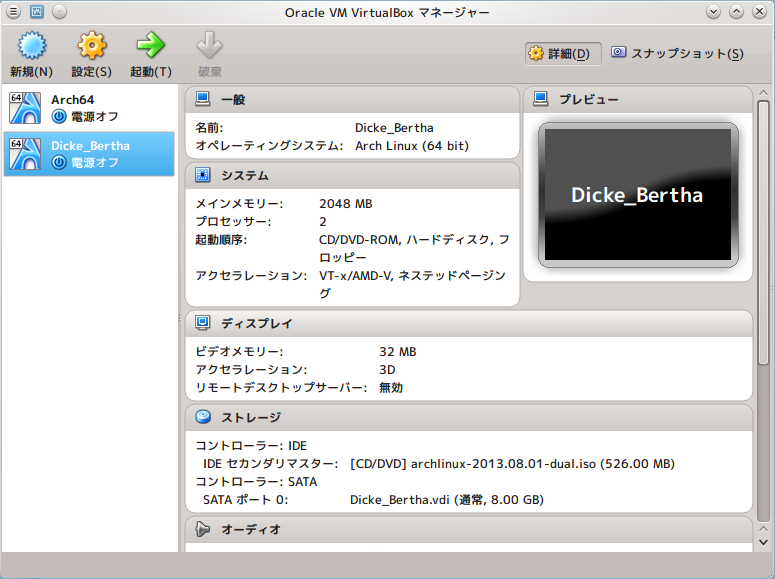 Oracle VM VirtualBox マネージャー
新規(N) 設定(S) 起動(T) 破棄 詳細(D) スナップショット(S)
64 Arch64
電源オフ
64 Dicke_Bertha
電源オフ
一般
名前: Dicke_Bertha
オペレーティングシステム: Arch Linux (64 bit)
プレビュー
Dicke_Bertha
システム
メインメモリー: 2048 MB
プロセッサー: 2
起動順序: CD/DVD-ROM, ハードディスク, フ
ロッピー
アクセラレーション: VT-x/AMD-V, ネステッドページン
グ
ディスプレイ
ビデオメモリー: 32 MB
アクセラレーション: 3D
リモートデスクトップサーバー: 無効
ストレージ
コントローラー: IDE
IDE セカンダリマスター: [CD/DVD] archlinux-2013.08.01-dual.iso (526.00 MB)
コントローラー: SATA
SATA ポート 0: Dicke_Bertha.vdi (通常, 8.00 GB)
オーディオ